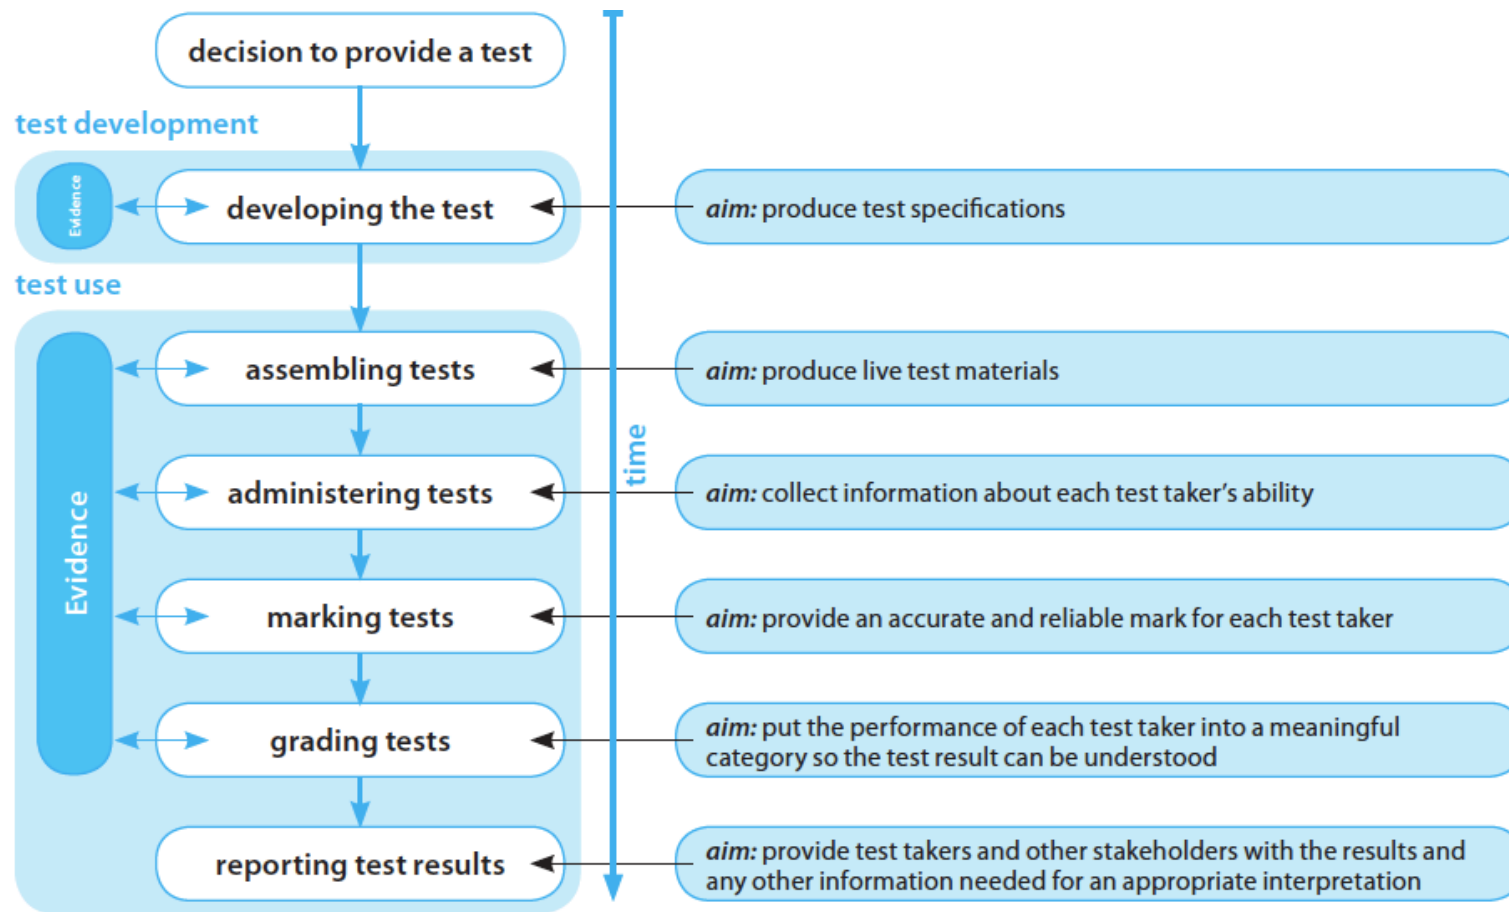 decision to provide a test
test development
Evidence
developing the test
aim: produce test specifications
test use
Evidence
assembling tests
aim: produce live test materials
time
administering tests
aim: collect information about each test taker’s ability
marking tests
aim: provide an accurate and reliable mark for each test taker
grading tests
aim: put the performance of each test taker into a meaningful
category so the test result can be understood
reporting test results
aim: provide test takers and other stakeholders with the results and
any other information needed for an appropriate interpretation